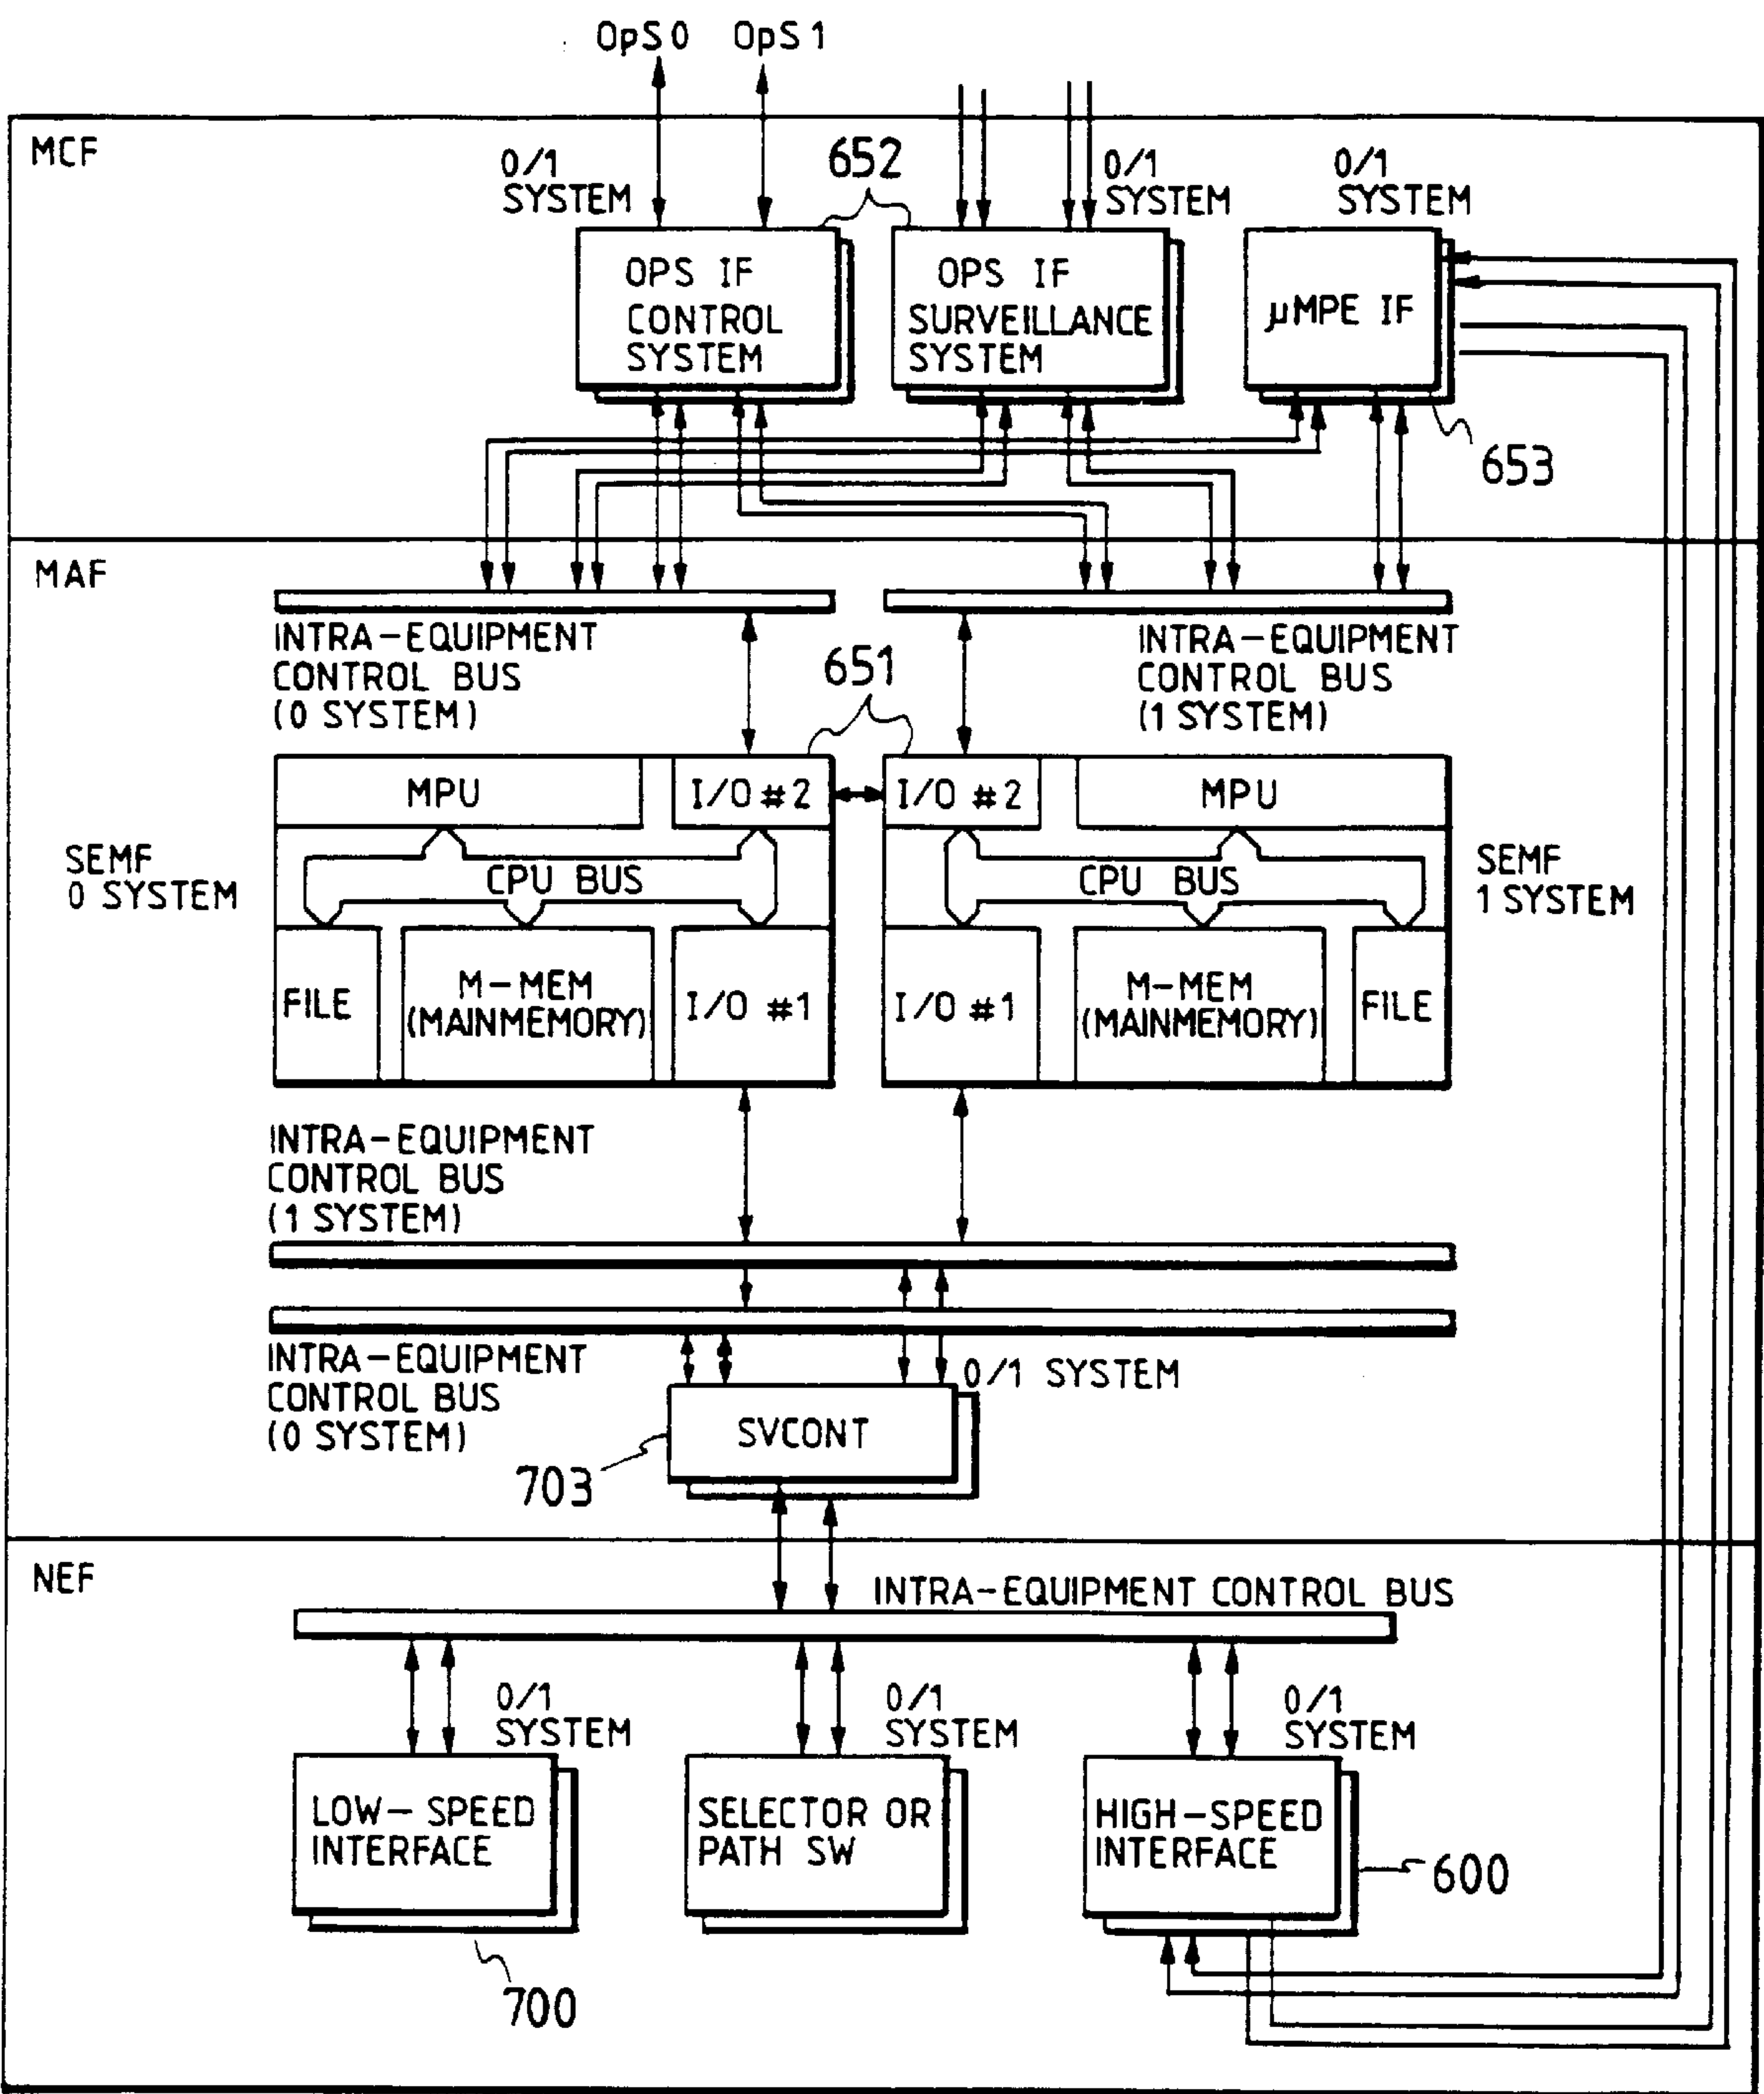 OpS 0 OpS 1
MCF
0/1
SYSTEM
652
0/1
SYSTEM
0/1
SYSTEM
OPS IF
CONTROL
SYSTEM
OPS IF
SURVEILLANCE
SYSTEM
μMPE IF
653
MAF
INTRA-EQUIPMENT
CONTROL BUS
(0 SYSTEM)
651
INTRA-EQUIPMENT
CONTROL BUS
(1 SYSTEM)
SEMF
0 SYSTEM
MPU
I/O #2
CPU BUS
FILE
M-MEM
(MAINMEMORY)
I/O #1
I/O #2
MPU
CPU BUS
I/O #1
M-MEM
(MAINMEMORY)
FILE
SEMF
1 SYSTEM
INTRA-EQUIPMENT
CONTROL BUS
(1 SYSTEM)
INTRA-EQUIPMENT
CONTROL BUS
(0 SYSTEM)
0/1 SYSTEM
SVCONT
703
NEF
INTRA-EQUIPMENT CONTROL BUS
0/1
SYSTEM
0/1
SYSTEM
0/1
SYSTEM
LOW-SPEED
INTERFACE
SELECTOR OR
PATH SW
HIGH-SPEED
INTERFACE
600
700